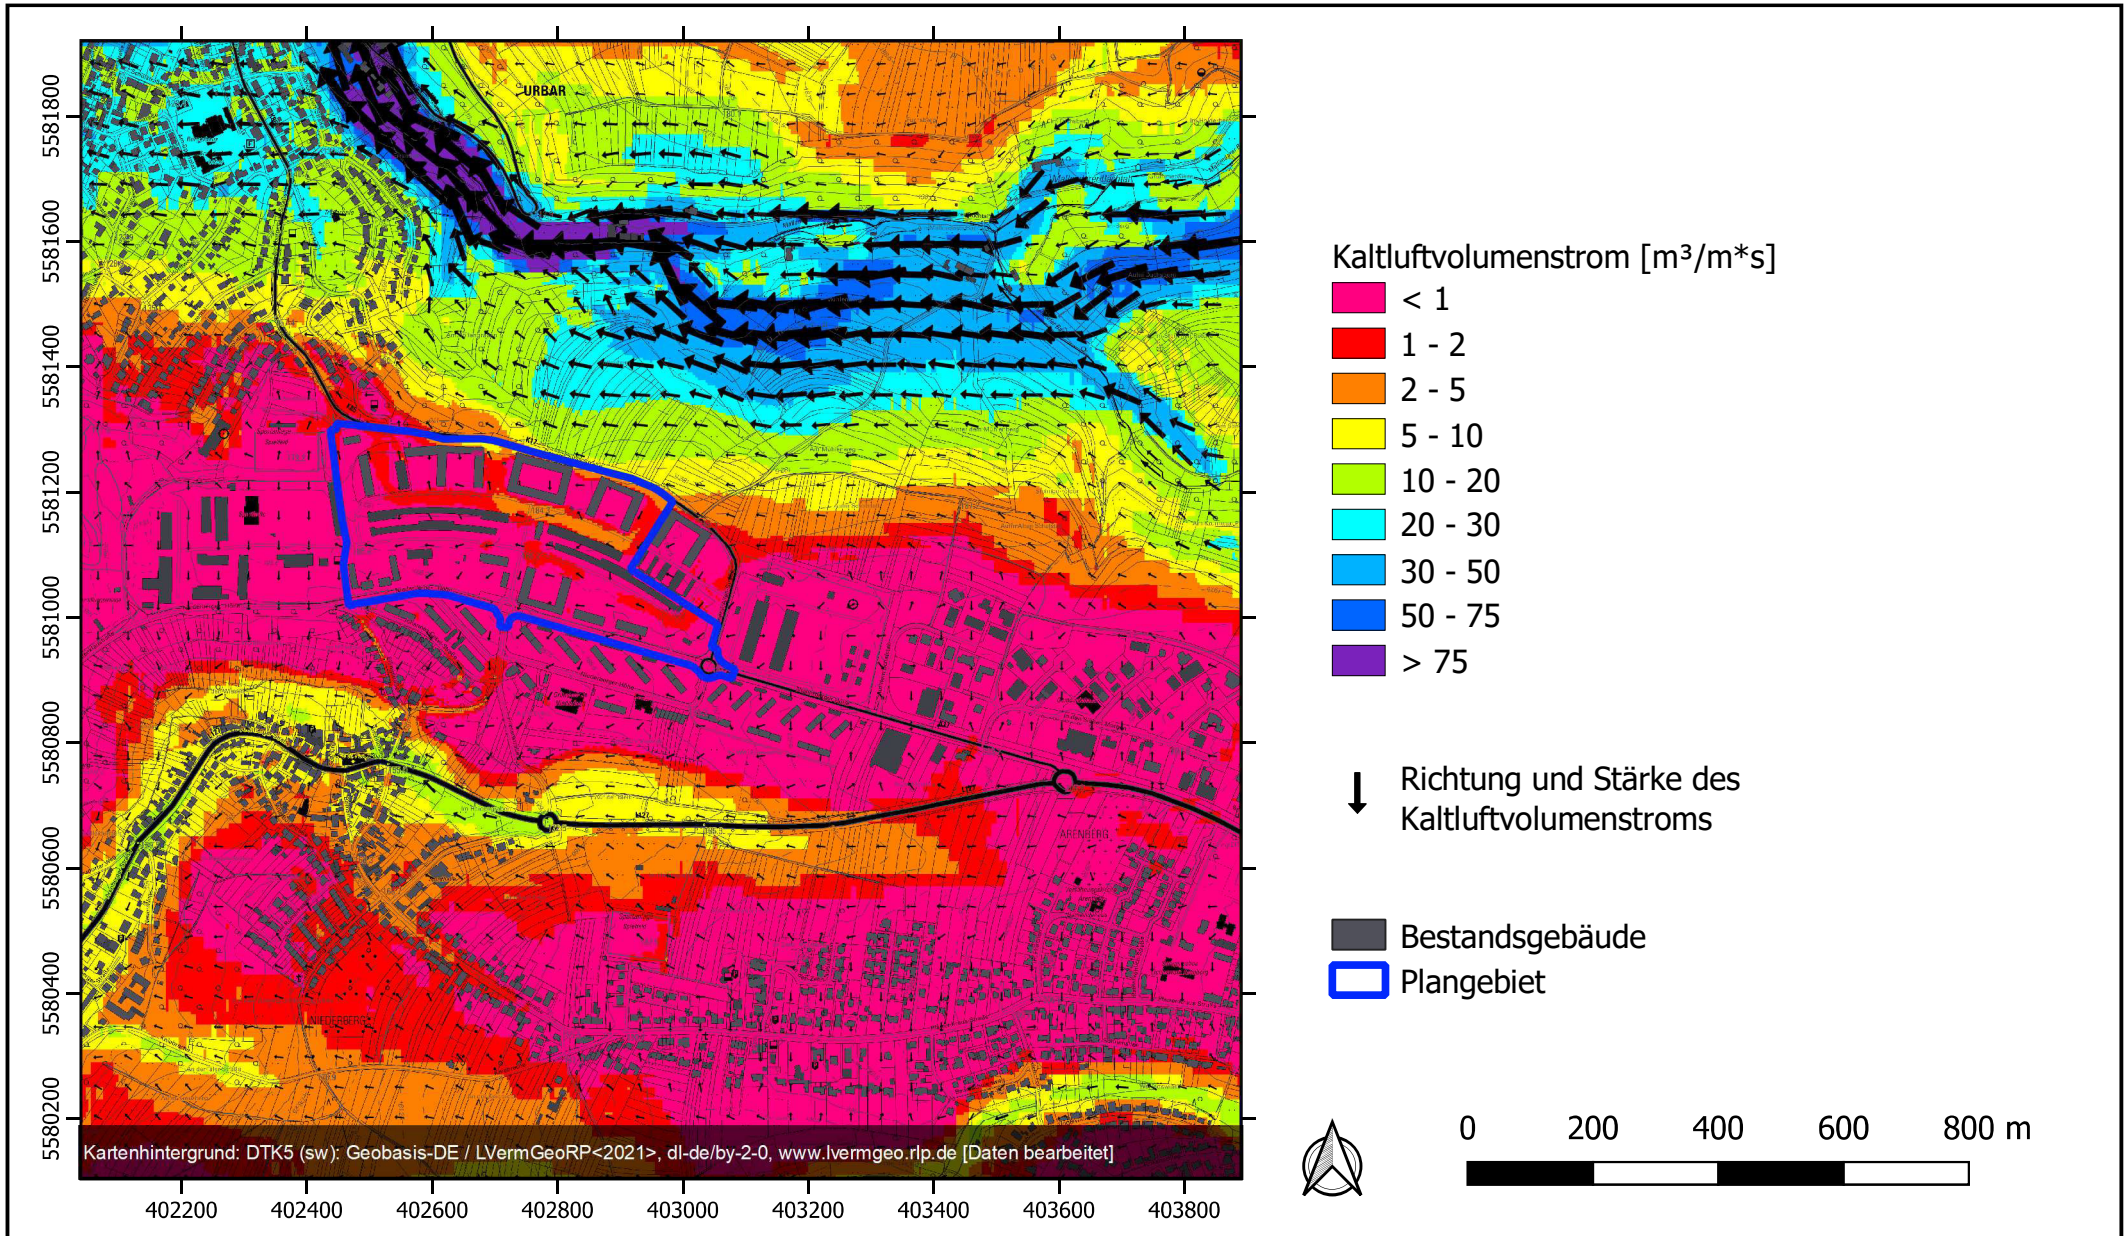 5581800
5581600
5581400
5581200
5581000
5580800
5580600
5580400
5580200
URBAR
K17
ARENBERG
NIEDERBERG
Kartenhintergrund: DTK5 (sw): Geobasis-DE / LVermGeoRP<2021>, dl-de/by-2-0, www.lvermgeo.rlp.de [Daten bearbeitet]
402200
402400
402600
402800
403000
403200
403400
403600
403800
Kaltluftvolumenstrom [m³/m*s]
< 1
1 - 2
2 - 5
5 - 10
10 - 20
20 - 30
30 - 50
50 - 75
> 75
Richtung und Stärke des
Kaltluftvolumenstroms
Bestandsgebäude
Plangebiet
0 200 400 600 800 m